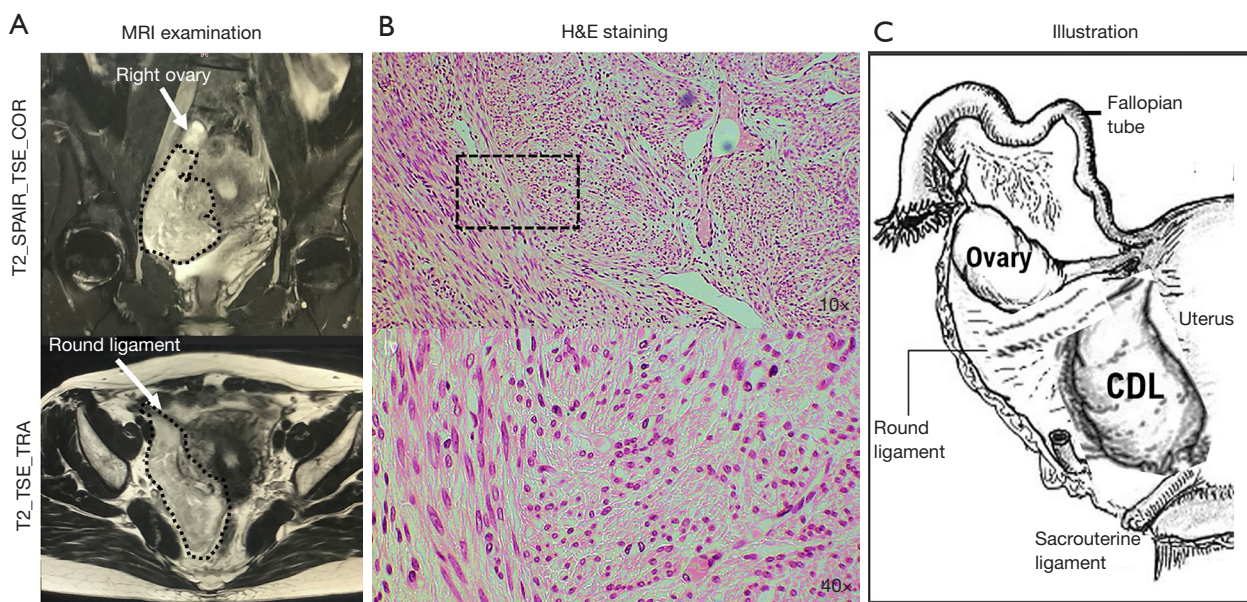 A
MRI examination
T2_SPAIR_TSE_COR
Right ovary
T2_TSE_TRA
Round ligament
B
H&E staining
10×
40×
C
Illustration
Fallopian
tube
Ovary
Uterus
CDL
Round
ligament
Sacrouterine
ligament